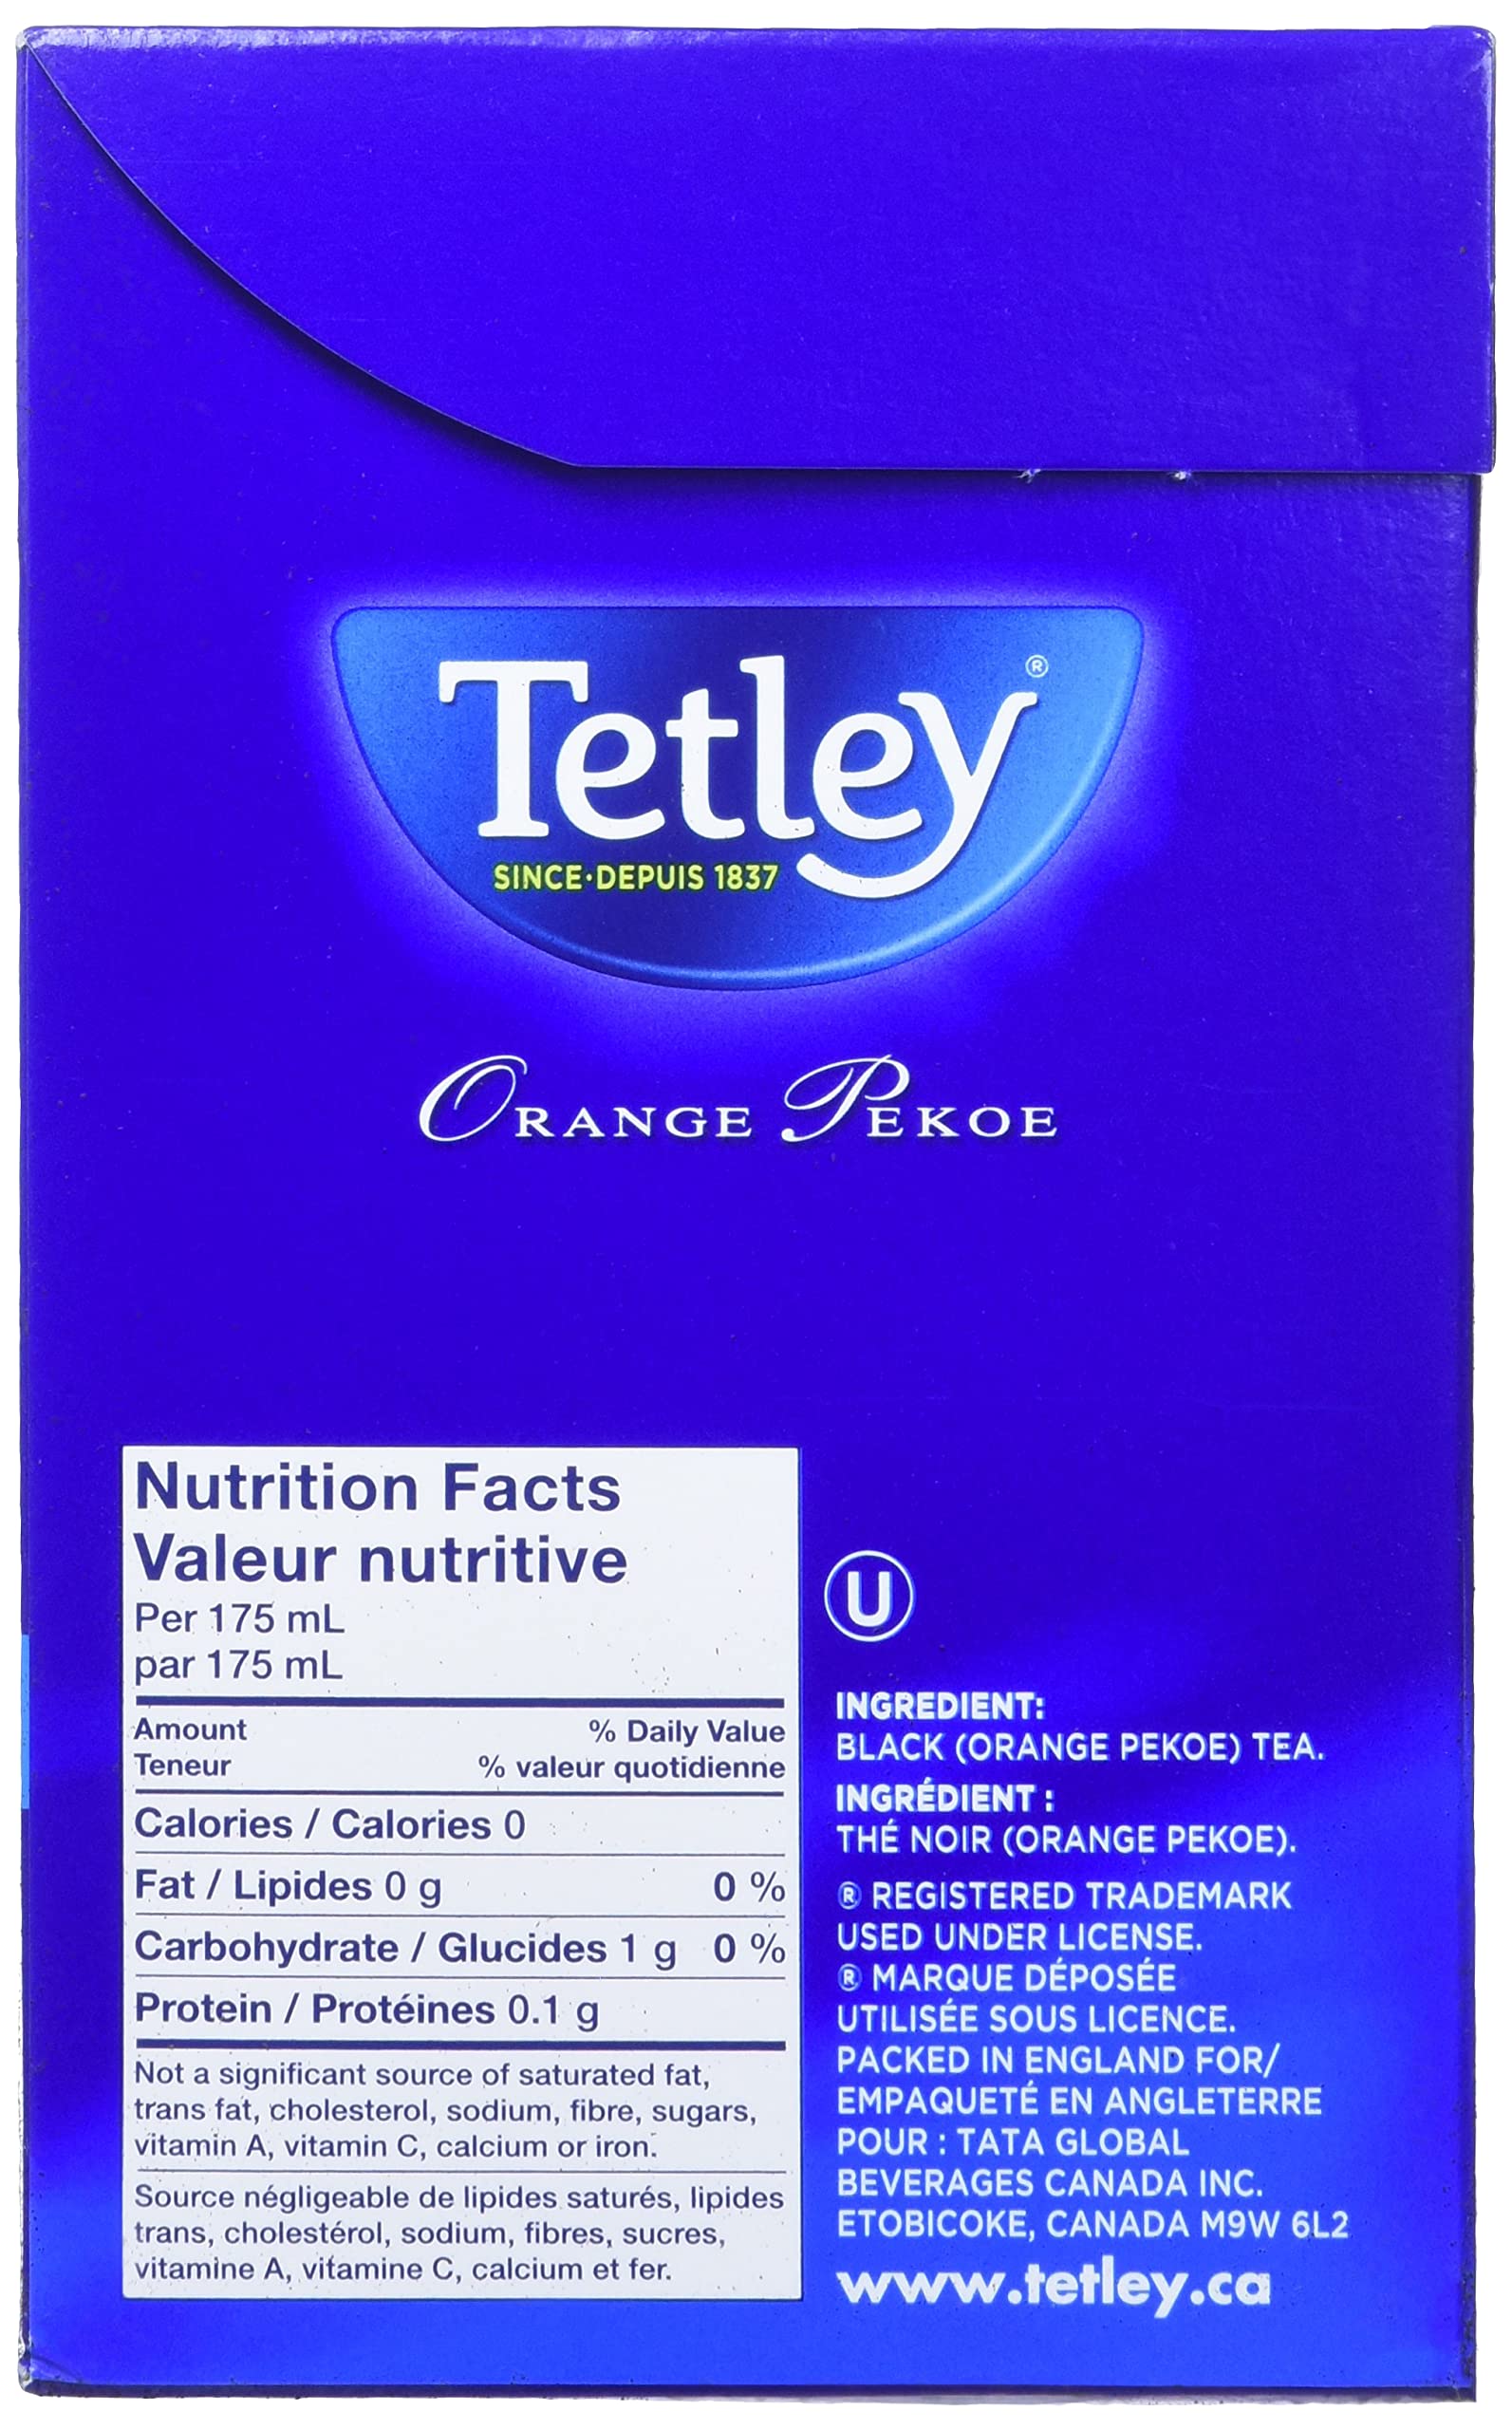 Tetley®
SINCE·DEPUIS 1837
ORANGE PEKOE
Nutrition Facts
Valeur nutritive
Per 175 mL
par 175 mL
Amount % Daily Value
Teneur % valeur quotidienne
Calories / Calories 0
Fat / Lipides 0 g 0 %
Carbohydrate / Glucides 1 g 0 %
Protein / Protéines 0.1 g
Not a significant source of saturated fat,
trans fat, cholesterol, sodium, fibre, sugars,
vitamin A, vitamin C, calcium or iron.
Source négligeable de lipides saturés, lipides
trans, cholestérol, sodium, fibres, sucres,
vitamine A, vitamine C, calcium et fer.
U
INGREDIENT:
BLACK (ORANGE PEKOE) TEA.
INGRÉDIENT :
THÉ NOIR (ORANGE PEKOE).
® REGISTERED TRADEMARK
USED UNDER LICENSE.
® MARQUE DÉPOSÉE
UTILISÉE SOUS LICENCE.
PACKED IN ENGLAND FOR/
EMPAQUETÉ EN ANGLETERRE
POUR : TATA GLOBAL
BEVERAGES CANADA INC.
ETOBICOKE, CANADA M9W 6L2
www.tetley.ca